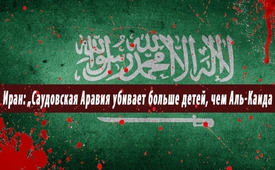 لا إله إلا الله محمد رسول الله
Иран: „Саудовская Аравия убивает больше детей, чем Аль-Каида